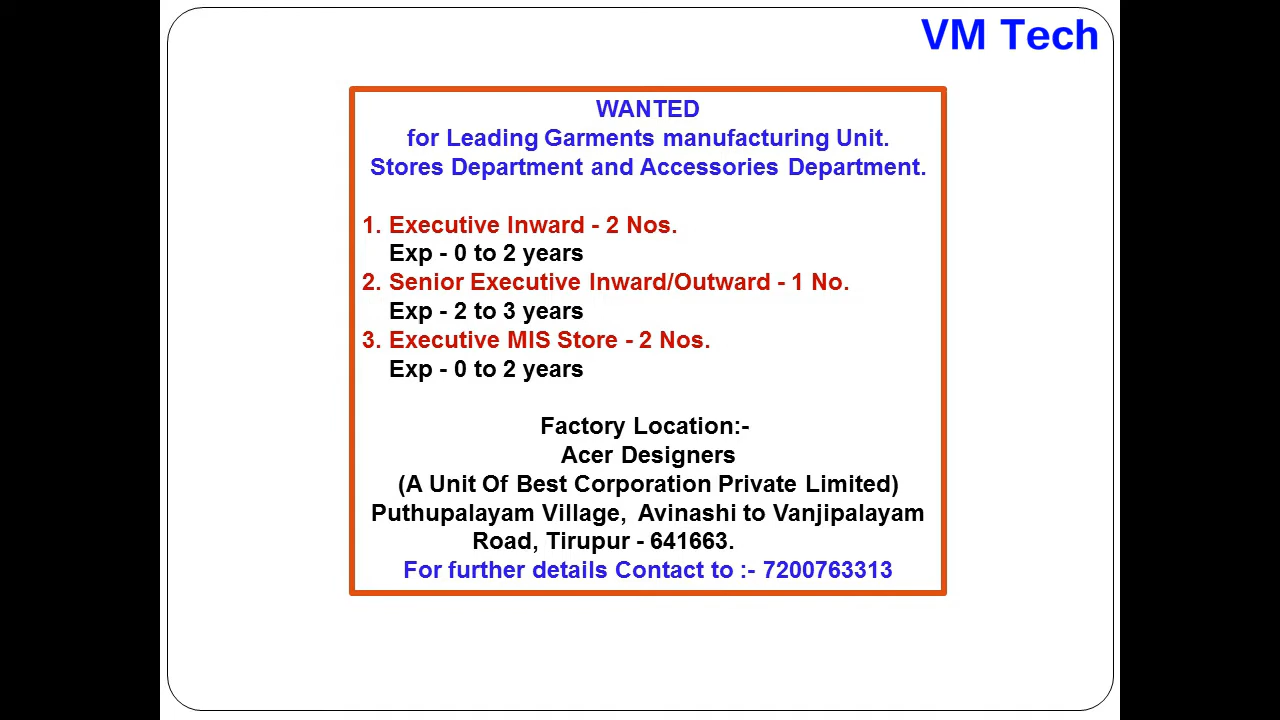 VM Tech
WANTED
for Leading Garments manufacturing Unit.
Stores Department and Accessories Department.
1. Executive Inward - 2 Nos.
Exp - 0 to 2 years
2. Senior Executive Inward/Outward - 1 No.
Exp - 2 to 3 years
3. Executive MIS Store - 2 Nos.
Exp - 0 to 2 years
Factory Location:-
Acer Designers
(A Unit Of Best Corporation Private Limited)
Puthupalayam Village, Avinashi to Vanjipalayam
Road, Tirupur - 641663.
For further details Contact to :- 7200763313